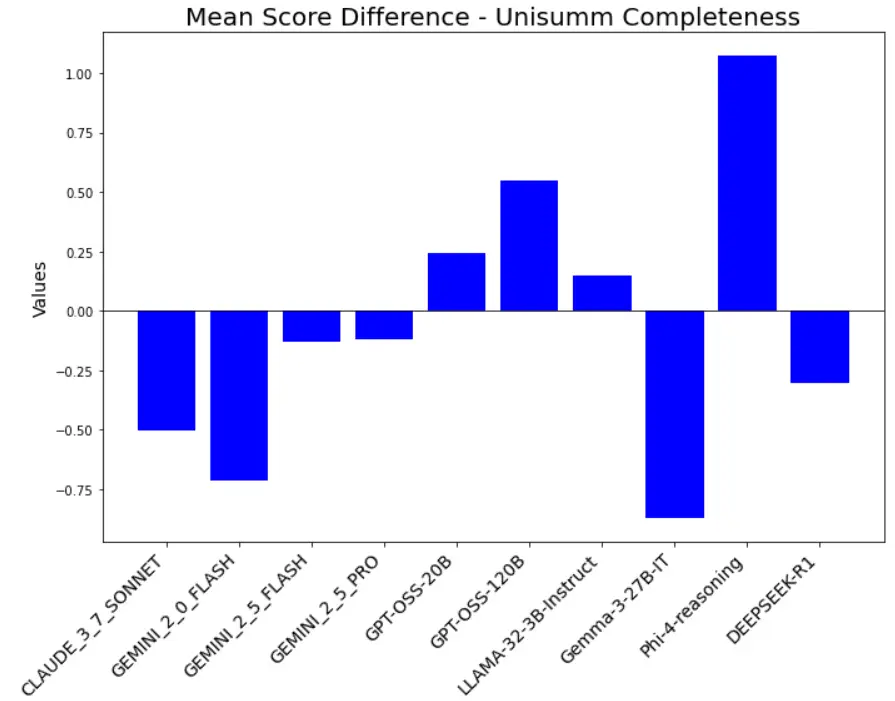 Mean Score Difference - Unisumm Completeness
Values
1.00
0.75
0.50
0.25
0.00
−0.25
−0.50
−0.75
CLAUDE_3_7_SONNET
GEMINI_2_0_FLASH
GEMINI_2_5_FLASH
GEMINI_2_5_PRO
GPT-OSS-20B
GPT-OSS-120B
LLAMA-32-3B-Instruct
Gemma-3-27B-IT
Phi-4-reasoning
DEEPSEEK-R1